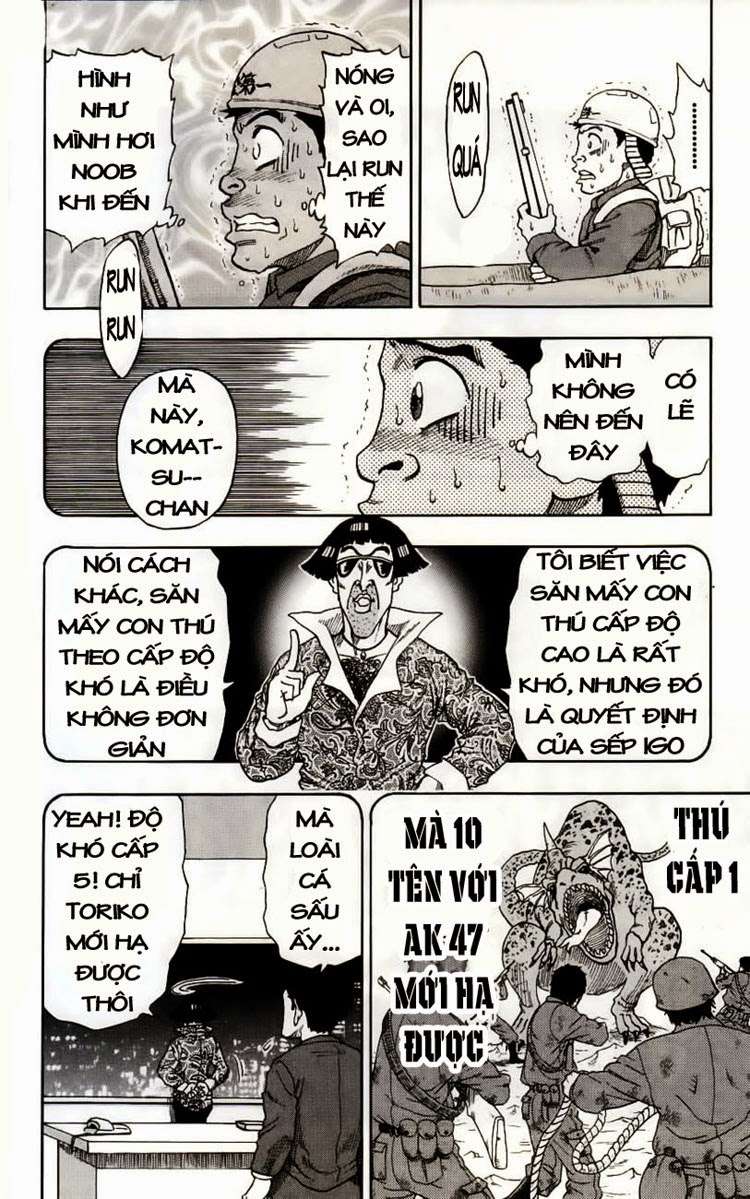 ............
RUN
QUÁ
NÓNG
VÀ OI,
SAO
LẠI RUN
THẾ
NÀY
第一
HÌNH
NHƯ
MÌNH HƠI
NOOB
KHI ĐẾN
RUN
RUN
CÓ
LẼ
MÌNH
KHÔNG
NÊN ĐẾN
ĐÂY
MÀ
NÀY,
KOMAT-
SU--
CHAN
TÔI BIẾT VIỆC
SĂN MẤY CON
THÚ CẤP ĐỘ
CAO LÀ RẤT
KHÓ, NHƯNG ĐÓ
LÀ QUYẾT ĐỊNH
CỦA SẾP IGO
NÓI CÁCH
KHÁC, SĂN
MẤY CON THÚ
THEO CẤP ĐỘ
KHÓ LÀ ĐIỀU
KHÔNG ĐƠN
GIẢN
THÚ
CẤP 1
MÀ 10
TÊN VỚI
AK 47
MỚI HẠ
ĐƯỢC
MÀ
LOÀI
CÁ
SẤU
ẤY...
YEAH! ĐỘ
KHÓ CẤP
5! CHỈ
TORIKO
MỚI HẠ
ĐƯỢC
THÔI